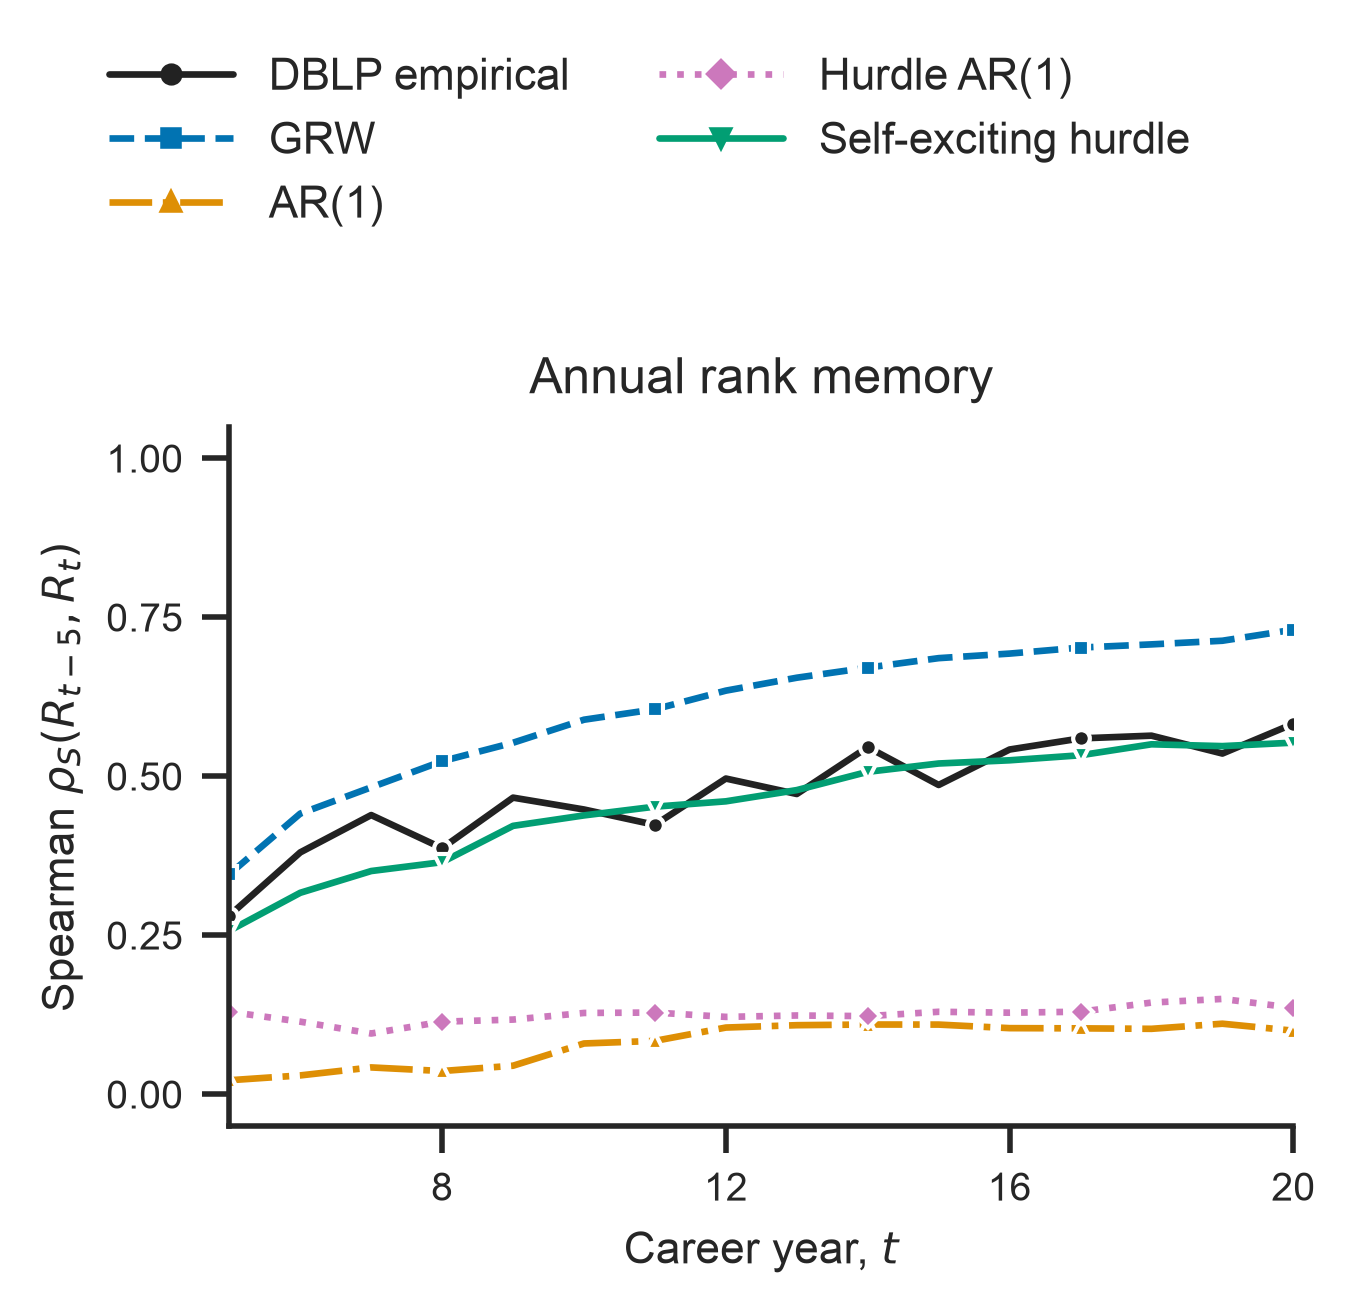 DBLP empirical
GRW
AR(1)
Hurdle AR(1)
Self-exciting hurdle
Annual rank memory
Spearman ρS(Rt − 5, Rt)
1.00
0.75
0.50
0.25
0.00
8 12 16 20
Career year, t